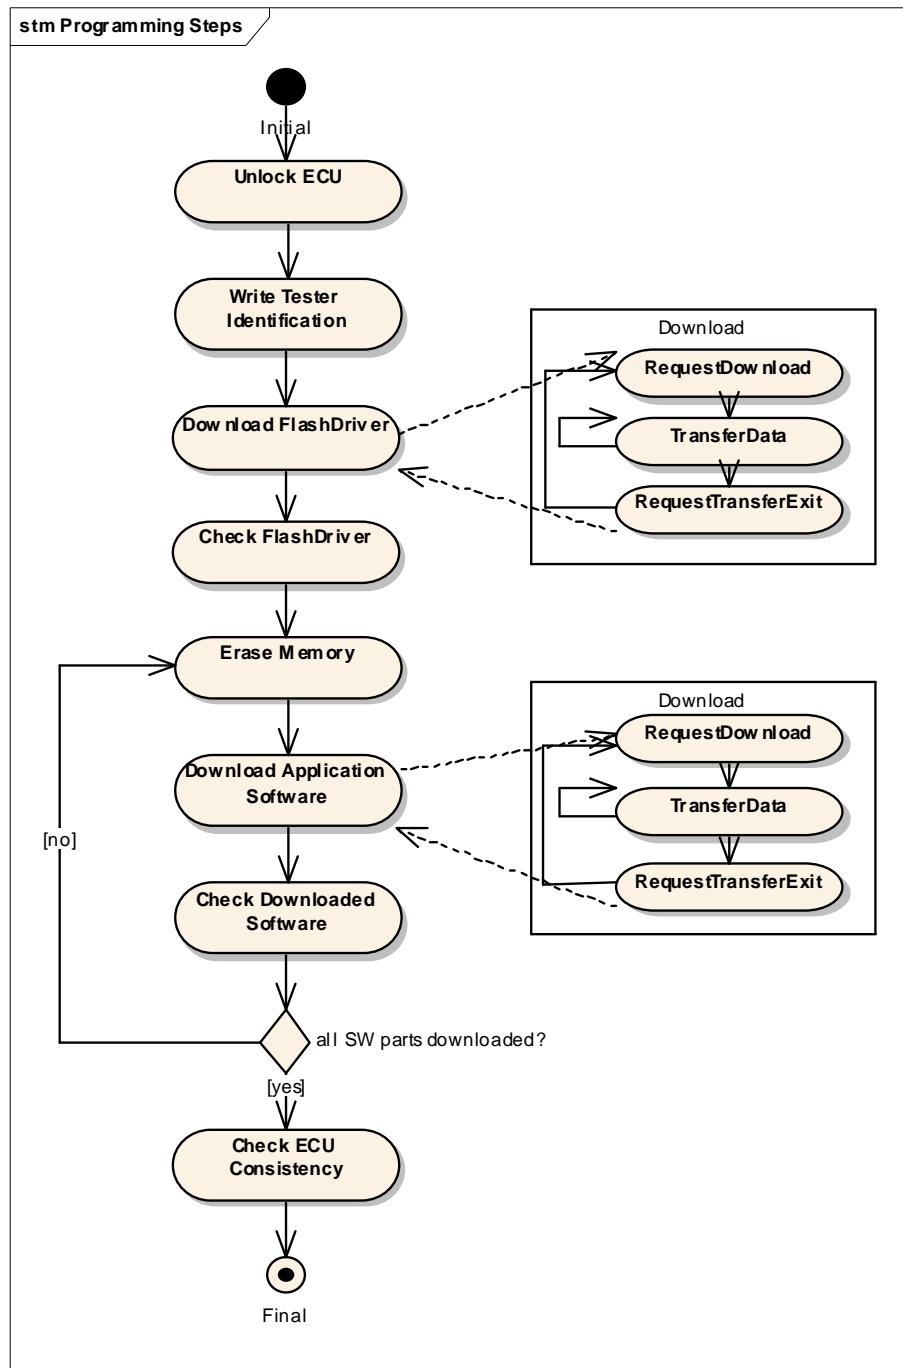 stm Programming Steps
Initial
Unlock ECU
Write Tester
Identification
Download FlashDriver
Check FlashDriver
Erase Memory
Download Application
Software
Check Downloaded
Software
all SW parts downloaded?
[no]
[yes]
Check ECU
Consistency
Final
Download
RequestDownload
TransferData
RequestTransferExit
Download
RequestDownload
TransferData
RequestTransferExit